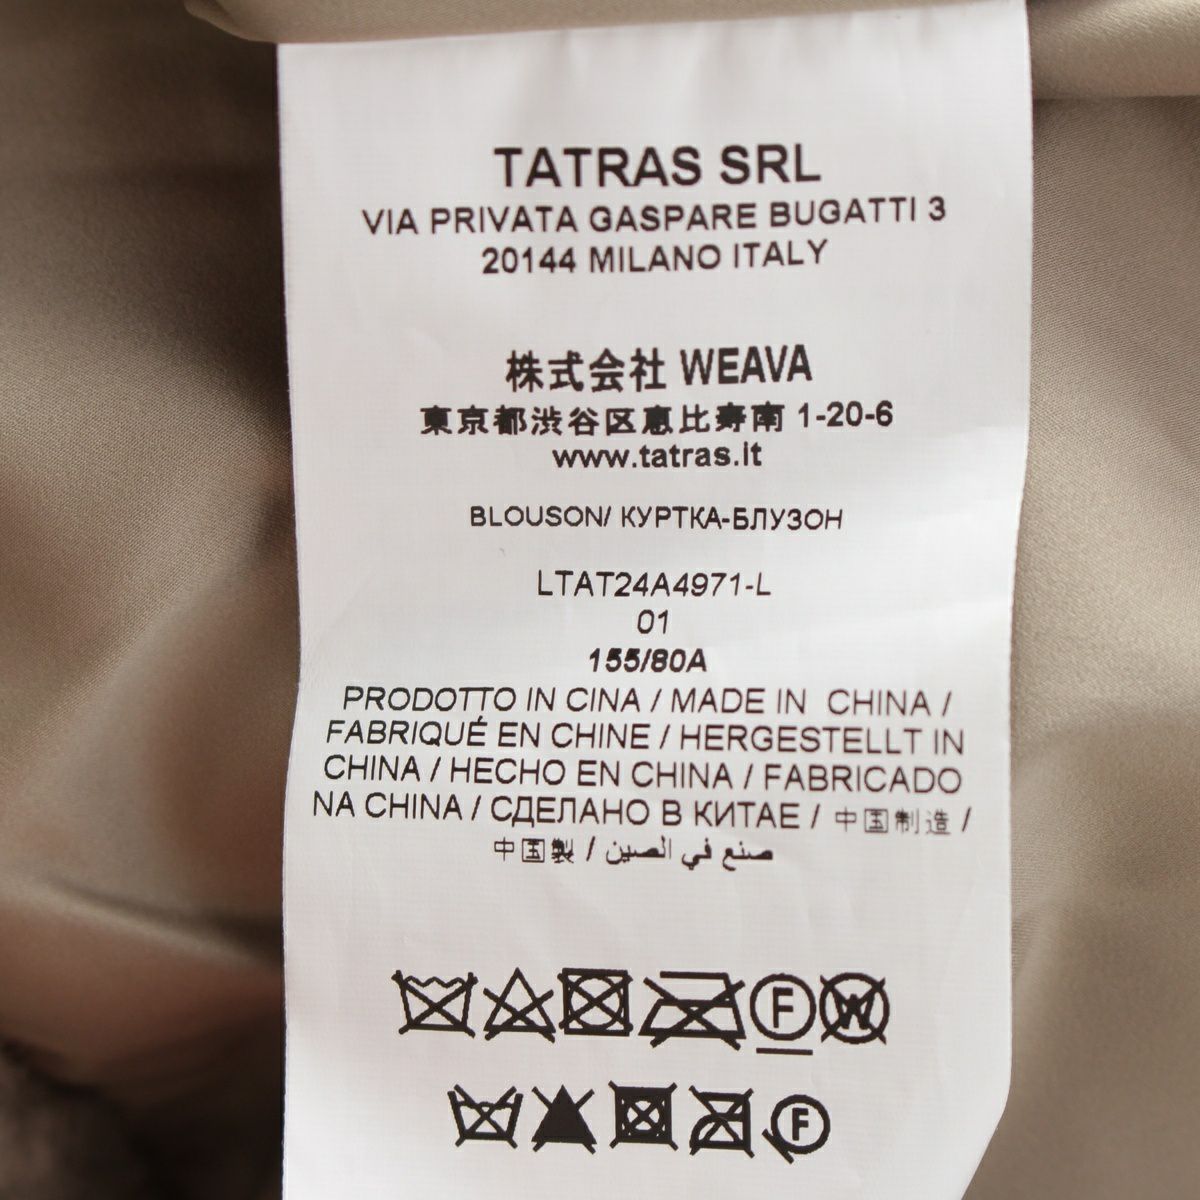 TATRAS SRL
VIA PRIVATA GASPARE BUGATTI 3
20144 MILANO ITALY
株式会社 WEAVA
東京都渋谷区恵比寿南 1-20-6
www.tatras.it
BLOUSON/ КУРТКА-БЛУЗОН
LTAT24A4971-L
01
155/80A
PRODOTTO IN CINA / MADE IN CHINA /
FABRIQUÉ EN CHINE / HERGESTELLT IN
CHINA / HECHO EN CHINA / FABRICADO
NA CHINA / СДЕЛАНО В КИТАЕ / 中国制造 /
中国製 / صنع في الصين
F W
F